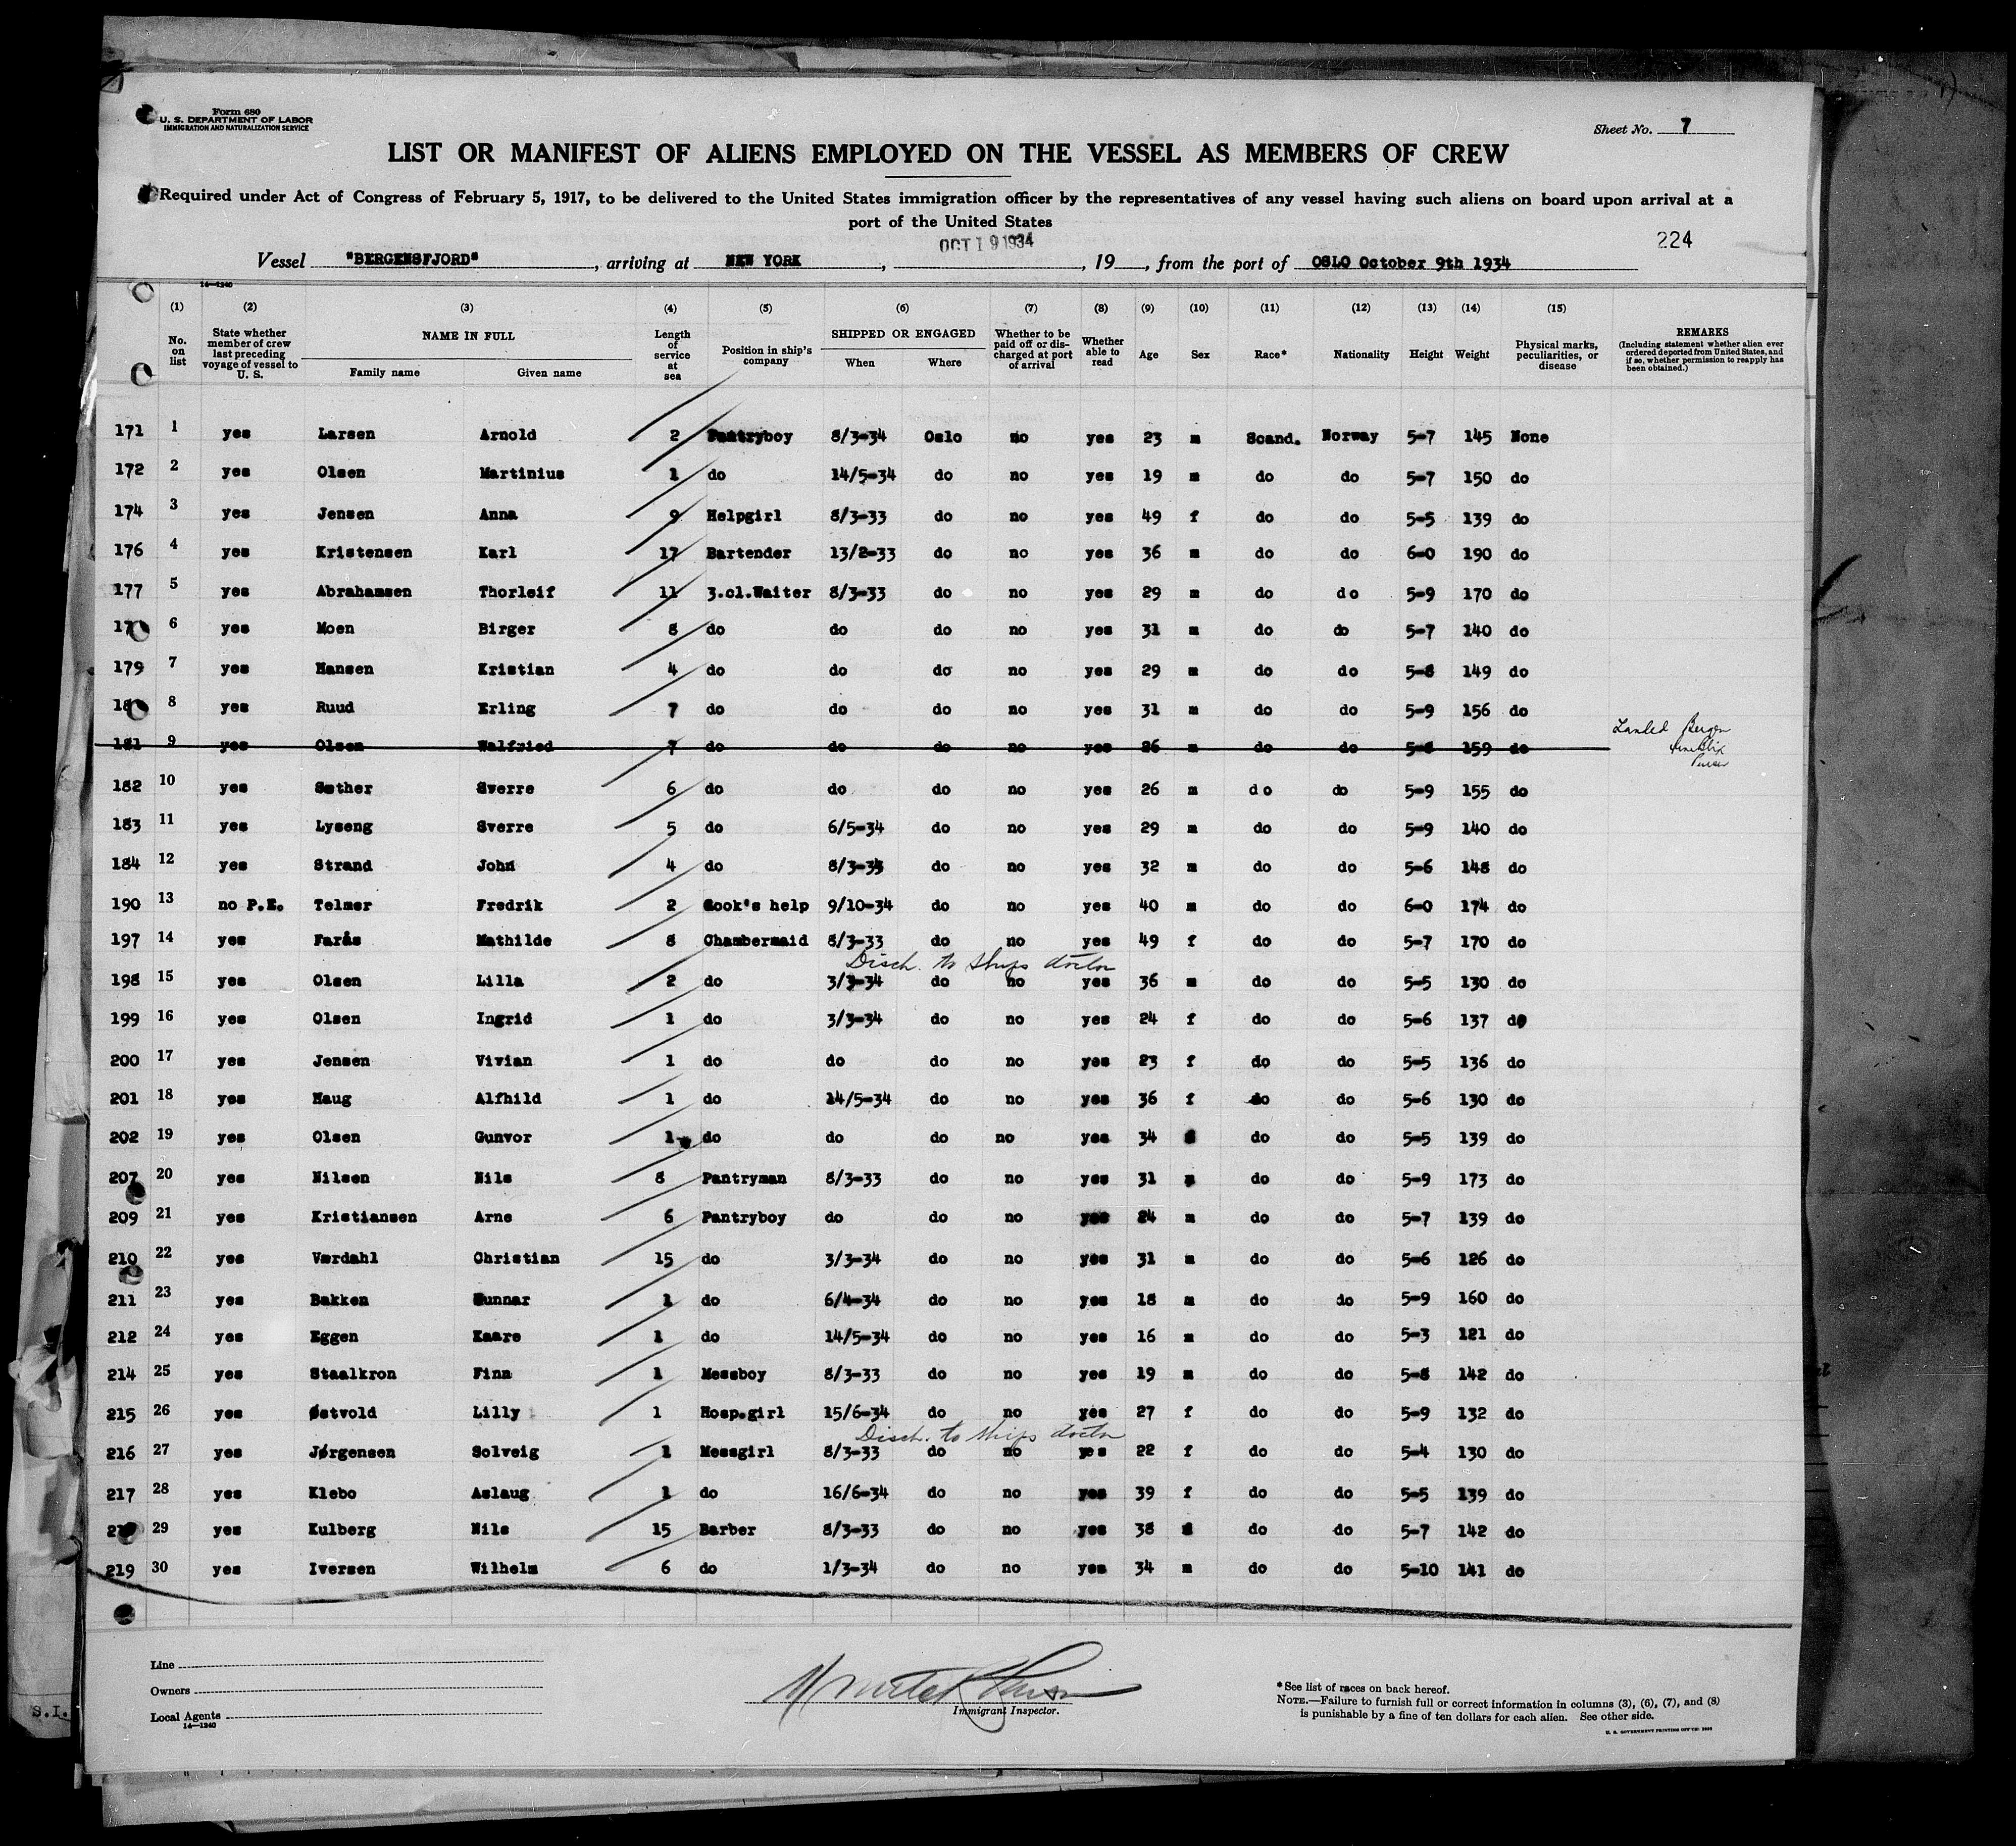 Form 680
U. S. DEPARTMENT OF LABOR
IMMIGRATION AND NATURALIZATION SERVICE
Sheet No. 7
LIST OR MANIFEST OF ALIENS EMPLOYED ON THE VESSEL AS MEMBERS OF CREW
Required under Act of Congress of February 5, 1917, to be delivered to the United States immigration officer by the representatives of any vessel having such aliens on board upon arrival at a
port of the United States
OCT 19 1934
224
Vessel "BERGENSFJORD", arriving at NEW YORK, , 19 , from the port of OSLO October 9th 1934
14—1240
(1) (2) (3) (4) (5) (6) (7) (8) (9) (10) (11) (12) (13) (14) (15)
No. on list State whether member of crew last preceding voyage of vessel to U. S. NAME IN FULL Family name Given name Length of service at sea Position in ship's company SHIPPED OR ENGAGED When Where Whether to be paid off or discharged at port of arrival Whether able to read Age Sex Race* Nationality Height Weight Physical marks, peculiarities, or disease REMARKS (Including statement whether alien ever ordered deported from United States, and if so, whether permission to reapply has been obtained.)
171 1 yes Larsen Arnold 2 Pantryboy 8/3-34 Oslo no yes 23 m Scand. Norway 5-7 145 None
172 2 yes Olsen Martinius 1 do 14/5-34 do no yes 19 m do do 5-7 150 do
174 3 yes Jensen Anna 9 Helpgirl 8/3-33 do no yes 49 f do do 5-5 139 do
176 4 yes Kristensen Karl 17 Bartender 13/2-33 do no yes 36 m do do 6-0 190 do
177 5 yes Abrahamsen Thorleif 11 3.cl.Waiter 8/3-33 do no yes 29 m do do 5-9 170 do
17 6 yes Moen Birger 8 do do do no yes 31 m do do 5-7 140 do
179 7 yes Hansen Kristian 4 do do do no yes 29 m do do 5-8 149 do
18 8 yes Ruud Erling 7 do do do no yes 31 m do do 5-9 156 do
181 9 yes Olsen Walfried 7 do do do no yes 26 m do do 5-8 159 do Landed Bergen
Purser
182 10 yes Sæther Sverre 6 do do do no yes 26 m do do 5-9 155 do
183 11 yes Lyseng Sverre 5 do 6/5-34 do no yes 29 m do do 5-9 140 do
184 12 yes Strand John 4 do 8/3-33 do no yes 32 m do do 5-6 148 do
190 13 no P.E. Telmer Fredrik 2 Cook's help 9/10-34 do no yes 40 m do do 6-0 174 do
197 14 yes Farås Mathilde 8 Chambermaid 8/3-33 do no yes 49 f do do 5-7 170 do
Disch. to ships doctor
198 15 yes Olsen Lilla 2 do 3/3-34 do no yes 36 m do do 5-5 130 do
199 16 yes Olsen Ingrid 1 do 3/3-34 do no yes 24 f do do 5-6 137 do
200 17 yes Jensen Vivian 1 do do do no yes 23 f do do 5-5 136 do
201 18 yes Haug Alfhild 1 do 14/5-34 do no yes 36 f do do 5-6 130 do
202 19 yes Olsen Gunvor 1 do do do no yes 34 do do 5-5 139 do
207 20 yes Nilsen Nils 8 Pantryman 8/3-33 do no yes 31 m do do 5-9 173 do
209 21 yes Kristiansen Arne 6 Pantryboy do do no yes 24 m do do 5-7 139 do
210 22 yes Værdahl Christian 15 do 3/3-34 do no yes 31 m do do 5-6 126 do
211 23 yes Bakken Gunnar 1 do 6/4-34 do no yes 18 m do do 5-9 160 do
212 24 yes Eggen Kaare 1 do 14/5-34 do no yes 16 m do do 5-3 121 do
214 25 yes Staalkron Finn 1 Messboy 8/3-33 do no yes 19 m do do 5-8 142 do
215 26 yes Østvold Lilly 1 Hosp.girl 15/6-34 do no yes 27 f do do 5-9 132 do
Disch. to ships doctor
216 27 yes Jørgensen Solveig 1 Messgirl 8/3-33 do no yes 22 f do do 5-4 130 do
217 28 yes Klebo Aslaug 1 do 16/6-34 do no yes 39 f do do 5-5 139 do
29 yes Kulberg Nils 15 Barber 8/3-33 do no yes 38 do do 5-7 142 do
219 30 yes Iversen Wilhelm 6 do 1/3-34 do no yes 34 m do do 5-10 141 do
Line
Owners
Local Agents
14—1240
Immigrant Inspector.
*See list of races on back hereof.
NOTE.—Failure to furnish full or correct information in columns (3), (6), (7), and (8)
is punishable by a fine of ten dollars for each alien. See other side.
S.I.